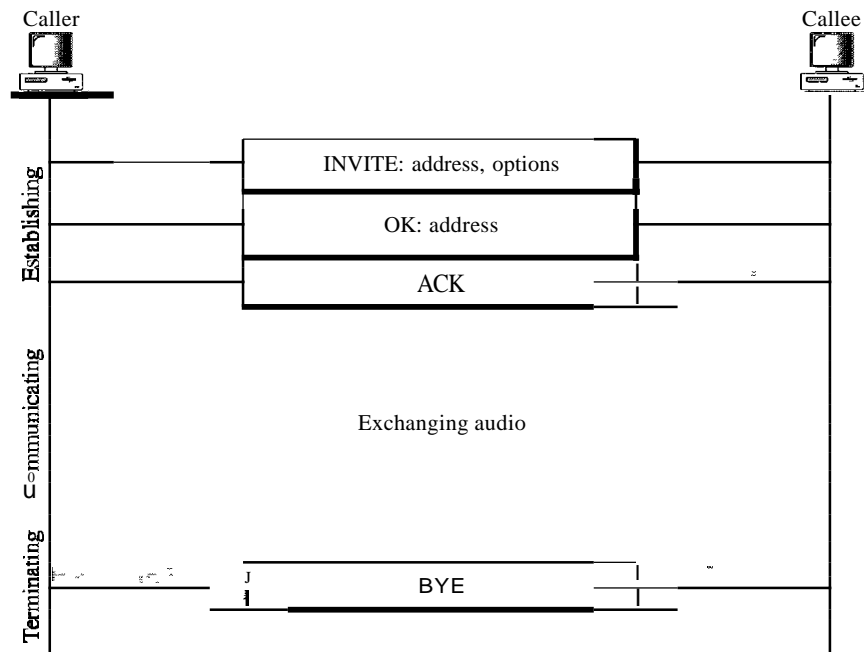 Caller
Callee
INVITE: address, options
OK: address
ACK
Establishing
Exchanging audio
Communicating
BYE
Terminating